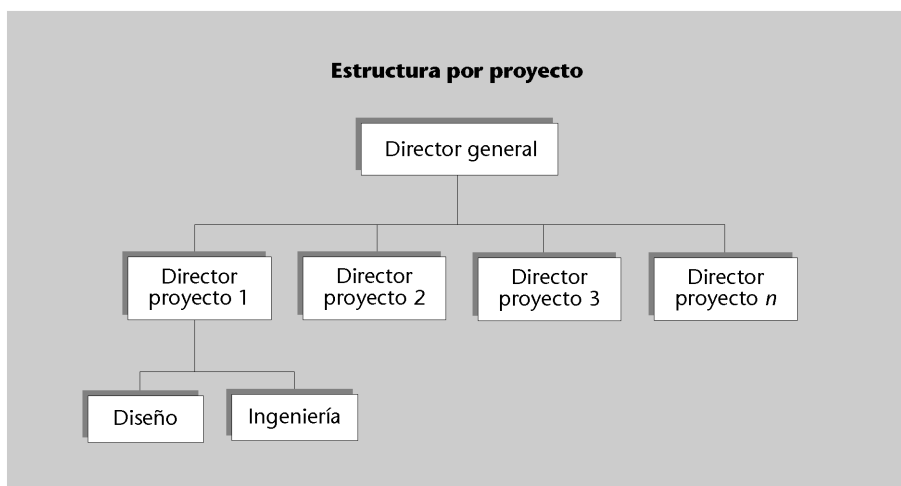 Estructura por proyecto
Director general
Director
proyecto 1
Director
proyecto 2
Director
proyecto 3
Director
proyecto n
Diseño
Ingeniería